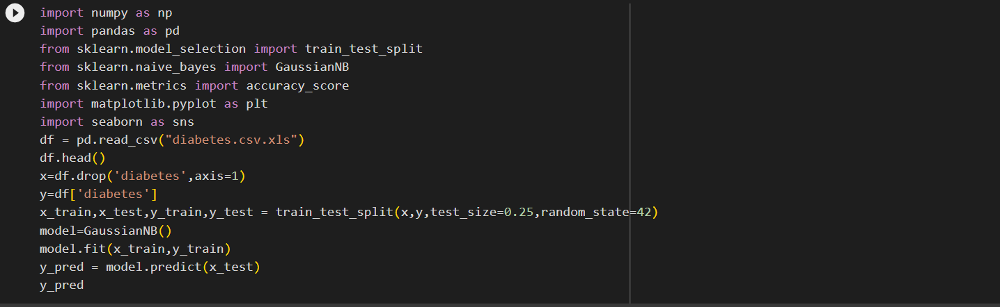 import numpy as np
import pandas as pd
from sklearn.model_selection import train_test_split
from sklearn.naive_bayes import GaussianNB
from sklearn.metrics import accuracy_score
import matplotlib.pyplot as plt
import seaborn as sns
df = pd.read_csv("diabetes.csv.xls")
df.head()
x=df.drop('diabetes',axis=1)
y=df['diabetes']
x_train,x_test,y_train,y_test = train_test_split(x,y,test_size=0.25,random_state=42)
model=GaussianNB()
model.fit(x_train,y_train)
y_pred = model.predict(x_test)
y_pred